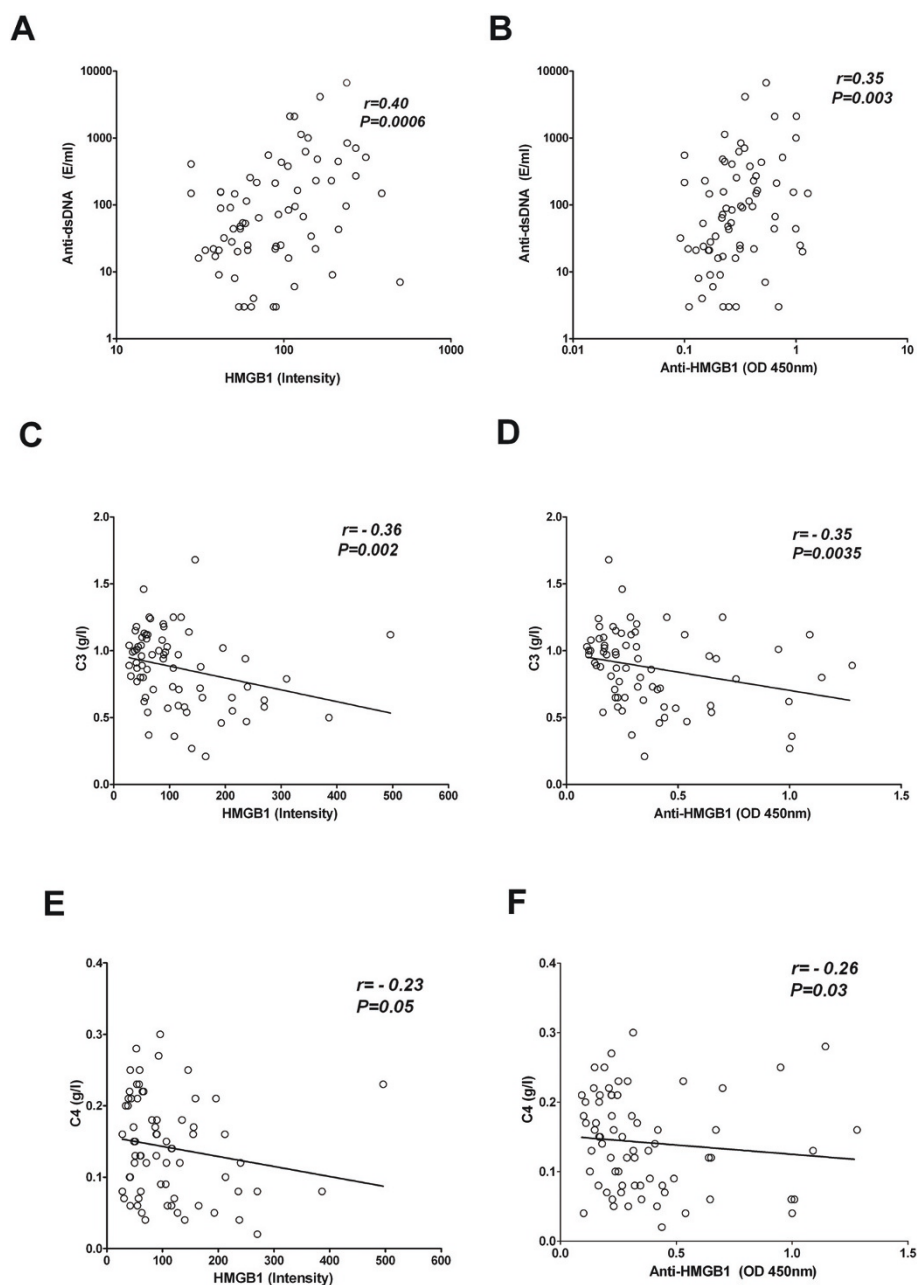 A
B
10000
1000
100
10
1
Anti-dsDNA (E/ml)
r=0.40
P=0.0006
10
100
1000
HMGB1 (Intensity)
10000
1000
100
10
1
Anti-dsDNA (E/ml)
r=0.35
P=0.003
0.01
0.1
1
10
Anti-HMGB1 (OD 450nm)
C
D
2.0
1.5
1.0
0.5
0.0
C3 (g/l)
r= - 0.36
P=0.002
0
100
200
300
400
500
600
HMGB1 (Intensity)
2.0
1.5
1.0
0.5
0.0
C3 (g/l)
r= - 0.35
P=0.0035
0.0
0.5
1.0
1.5
Anti-HMGB1 (OD 450nm)
E
F
0.4
0.3
0.2
0.1
0.0
C4 (g/l)
r= - 0.23
P=0.05
0
100
200
300
400
500
600
HMGB1 (Intensity)
0.4
0.3
0.2
0.1
0.0
C4 (g/l)
r= - 0.26
P=0.03
0.0
0.5
1.0
1.5
Anti-HMGB1 (OD 450nm)